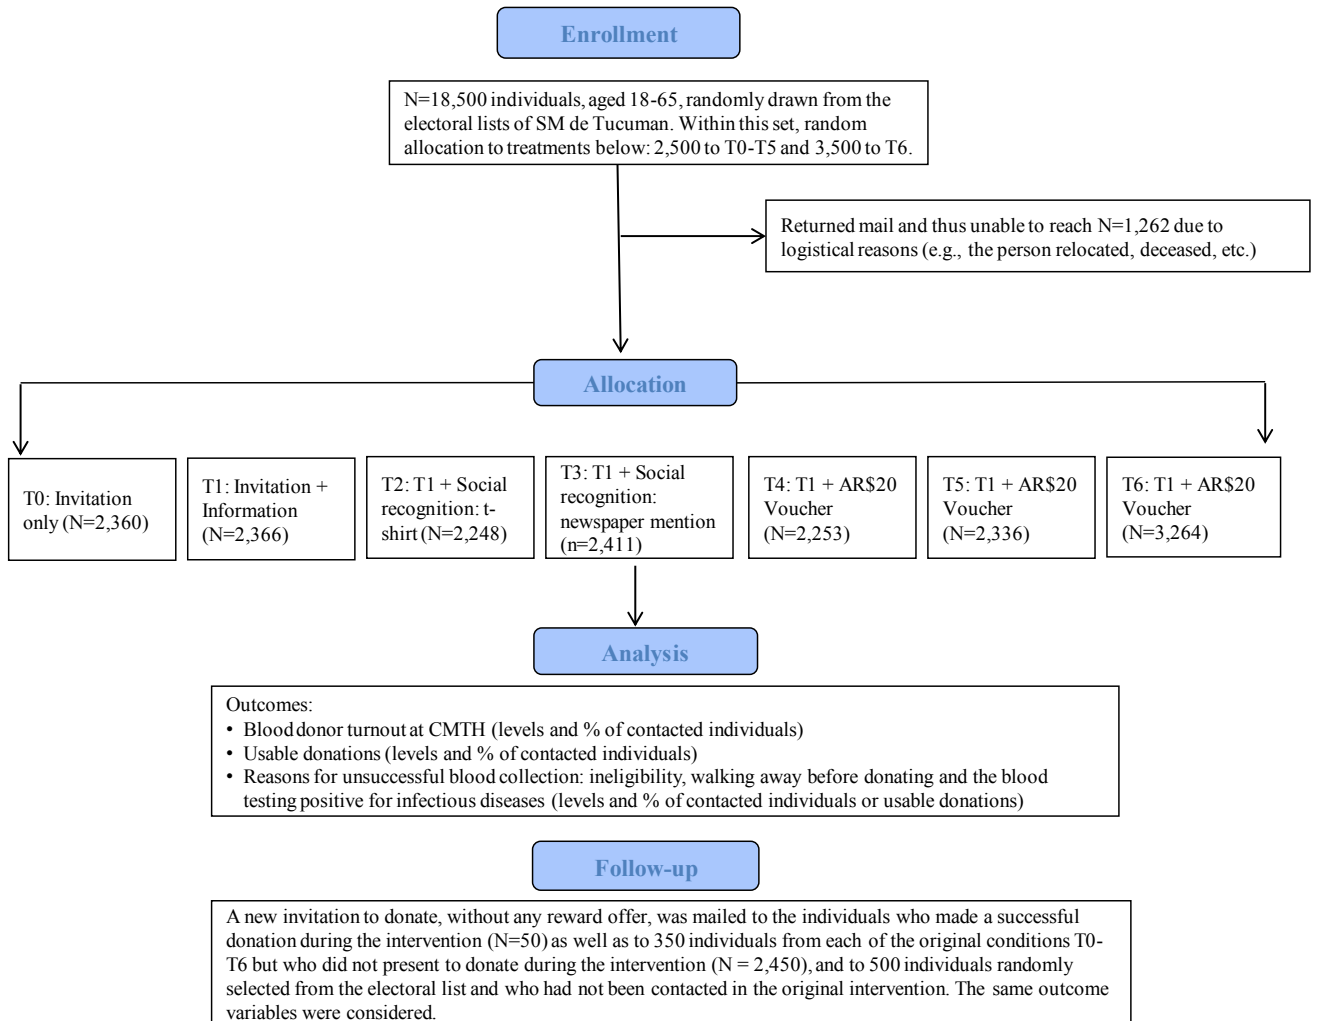 Enrollment
N=18,500 individuals, aged 18-65, randomly drawn from the
electoral lists of SM de Tucuman. Within this set, random
allocation to treatments below: 2,500 to T0-T5 and 3,500 to T6.
Returned mail and thus unable to reach N=1,262 due to
logistical reasons (e.g., the person relocated, deceased, etc.)
Allocation
T0: Invitation
only (N=2,360)
T1: Invitation +
Information
(N=2,366)
T2: T1 + Social
recognition: t-
shirt (N=2,248)
T3: T1 + Social
recognition:
newspaper mention
(n=2,411)
T4: T1 + AR$20
Voucher
(N=2,253)
T5: T1 + AR$20
Voucher
(N=2,336)
T6: T1 + AR$20
Voucher
(N=3,264)
Analysis
Outcomes:
• Blood donor turnout at CMTH (levels and % of contacted individuals)
• Usable donations (levels and % of contacted individuals)
• Reasons for unsuccessful blood collection: ineligibility, walking away before donating and the blood
testing positive for infectious diseases (levels and % of contacted individuals or usable donations)
Follow-up
A new invitation to donate, without any reward offer, was mailed to the individuals who made a successful
donation during the intervention (N=50) as well as to 350 individuals from each of the original conditions T0-
T6 but who did not present to donate during the intervention (N = 2,450), and to 500 individuals randomly
selected from the electoral list and who had not been contacted in the original intervention. The same outcome
variables were considered.